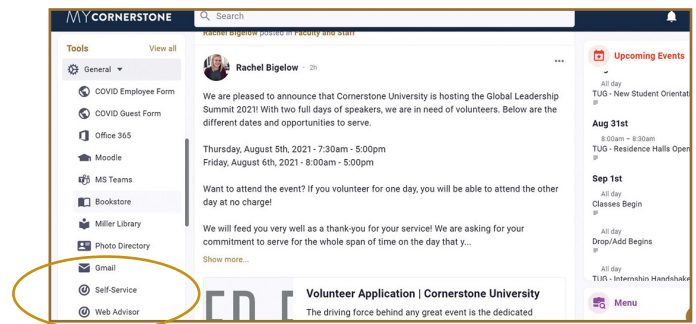 MYCORNERSTONE
Search
Rachel Bigelow posted in Faculty and Staff
Tools
View all
General
COVID Employee Form
COVID Guest Form
Office 365
Moodle
MS Teams
Bookstore
Miller Library
Photo Directory
Gmail
Self-Service
Web Advisor
Rachel Bigelow · 2h
We are pleased to announce that Cornerstone University is hosting the Global Leadership
Summit 2021! With two full days of speakers, we are in need of volunteers. Below are the
different dates and opportunities to serve.
Thursday, August 5th, 2021 - 7:30am - 5:00pm
Friday, August 6th, 2021 - 8:00am - 5:00pm
Want to attend the event? If you volunteer for one day, you will be able to attend the other
day at no charge!
We will feed you very well as a thank-you for your service! We are asking for your
commitment to serve for the whole span of time on the day that y...
Show more...
Volunteer Application | Cornerstone University
The driving force behind any great event is the dedicated
Upcoming Events
All day
TUG - New Student Orientati
Aug 31st
8:00am – 8:30am
TUG - Residence Halls Open
Sep 1st
All day
Classes Begin
All day
Drop/Add Begins
All day
TUG - Internship Handshake
Menu